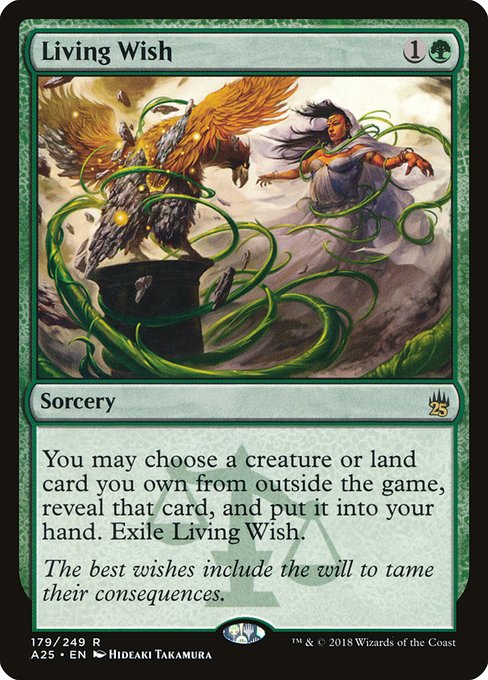 Living Wish 1
Sorcery
25
You may choose a creature or land
card you own from outside the game,
reveal that card, and put it into your
hand. Exile Living Wish.
The best wishes include the will to tame
their consequences.
179/249 R
A25 • EN Hideaki Takamura
™ & © 2018 Wizards of the Coast